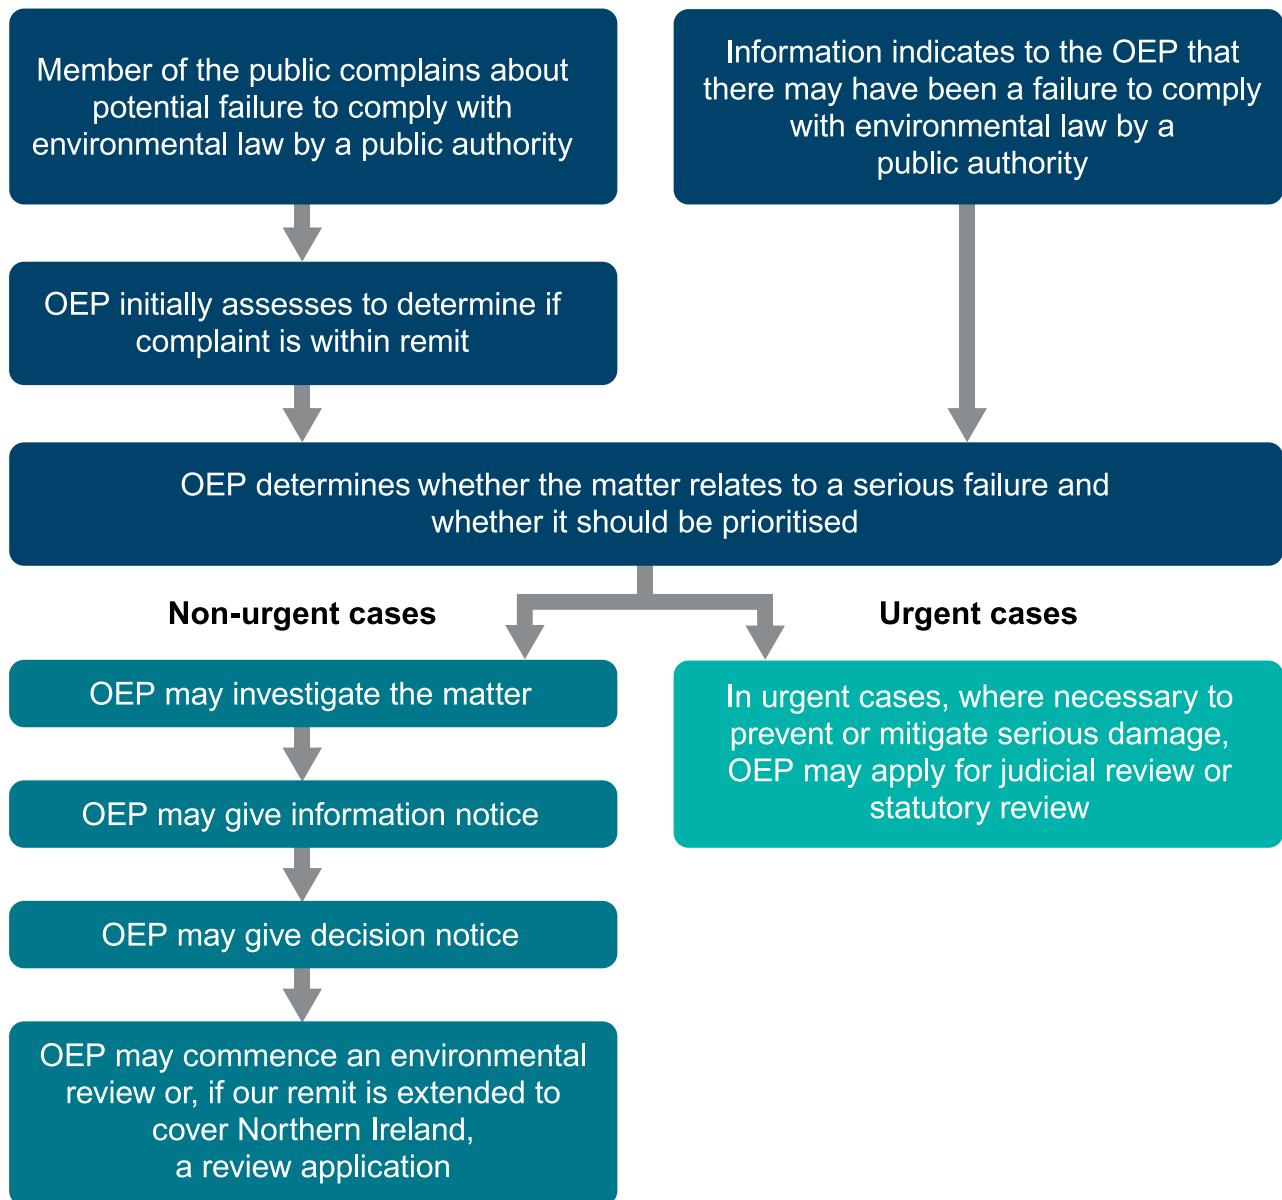 Member of the public complains about
potential failure to comply with
environmental law by a public authority
Information indicates to the OEP that
there may have been a failure to comply
with environmental law by a
public authority
OEP initially assesses to determine if
complaint is within remit
OEP determines whether the matter relates to a serious failure and
whether it should be prioritised
Non-urgent cases
Urgent cases
OEP may investigate the matter
OEP may give information notice
OEP may give decision notice
OEP may commence an environmental
review or, if our remit is extended to
cover Northern Ireland,
a review application
In urgent cases, where necessary to
prevent or mitigate serious damage,
OEP may apply for judicial review or
statutory review